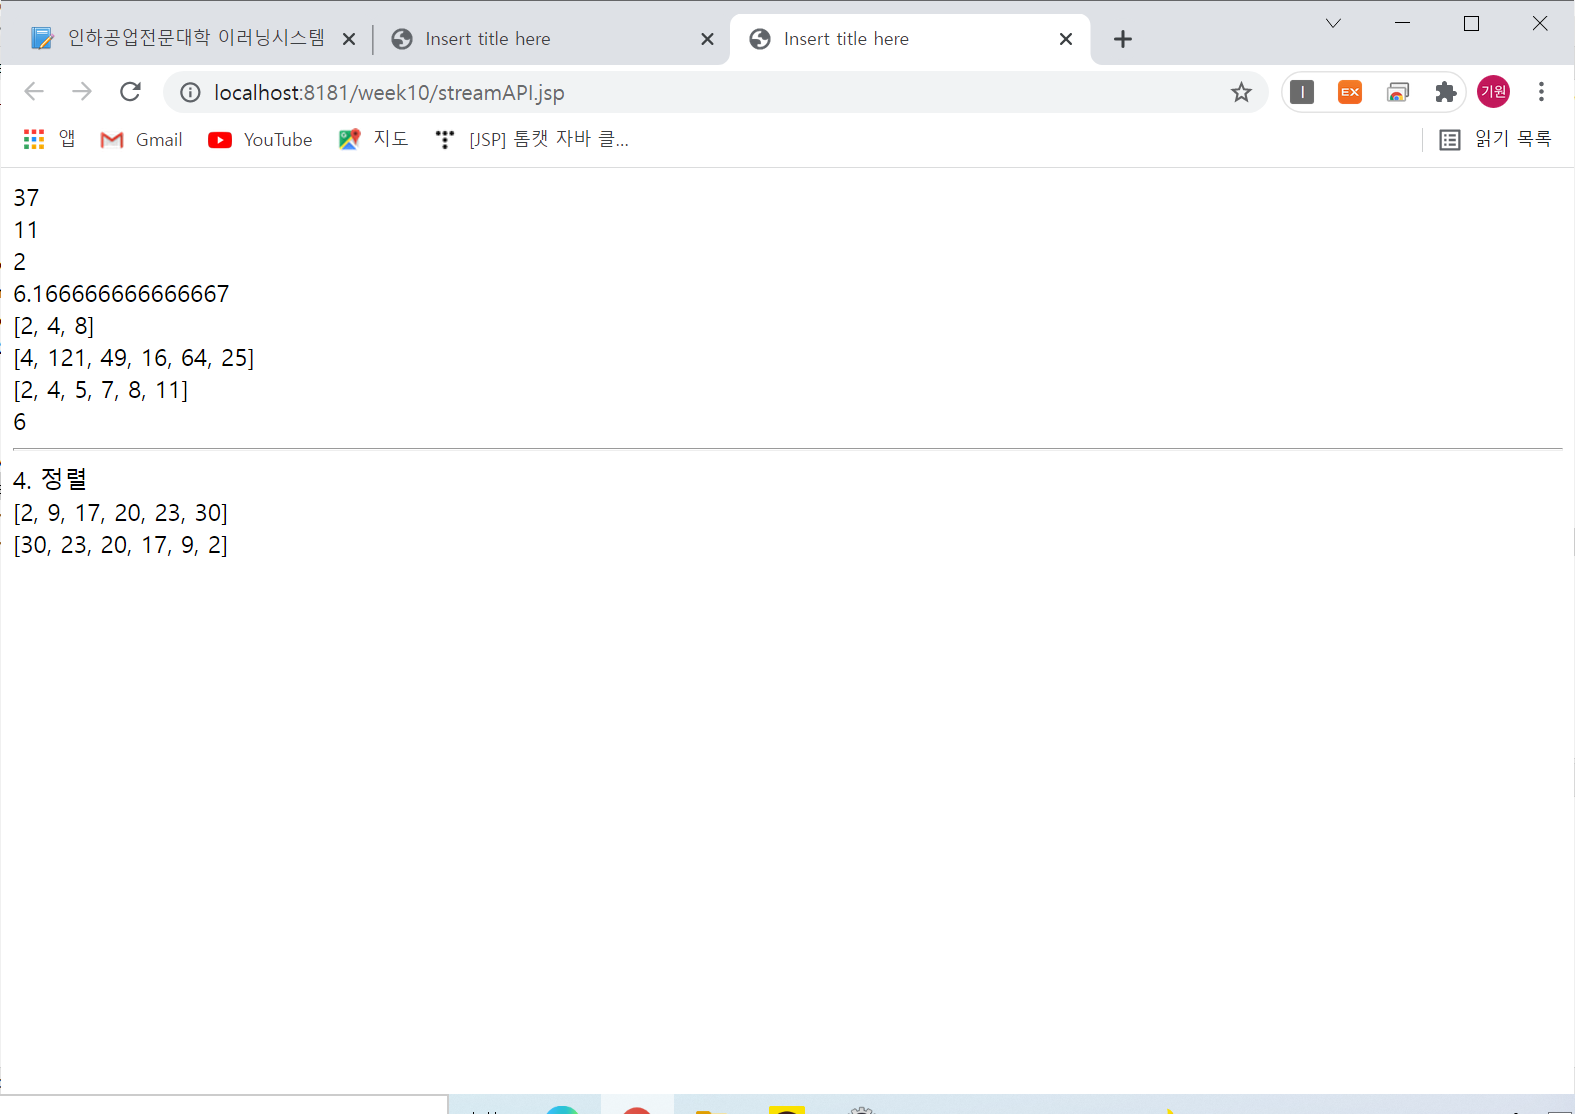 인하공업전문대학 이러닝시스템
Insert title here
Insert title here
localhost:8181/week10/streamAPI.jsp
EX
기원
앱
Gmail
YouTube
지도
[JSP] 톰캣 자바 클...
읽기 목록
37
11
2
6.166666666666667
[2, 4, 8]
[4, 121, 49, 16, 64, 25]
[2, 4, 5, 7, 8, 11]
6
4. 정렬
[2, 9, 17, 20, 23, 30]
[30, 23, 20, 17, 9, 2]